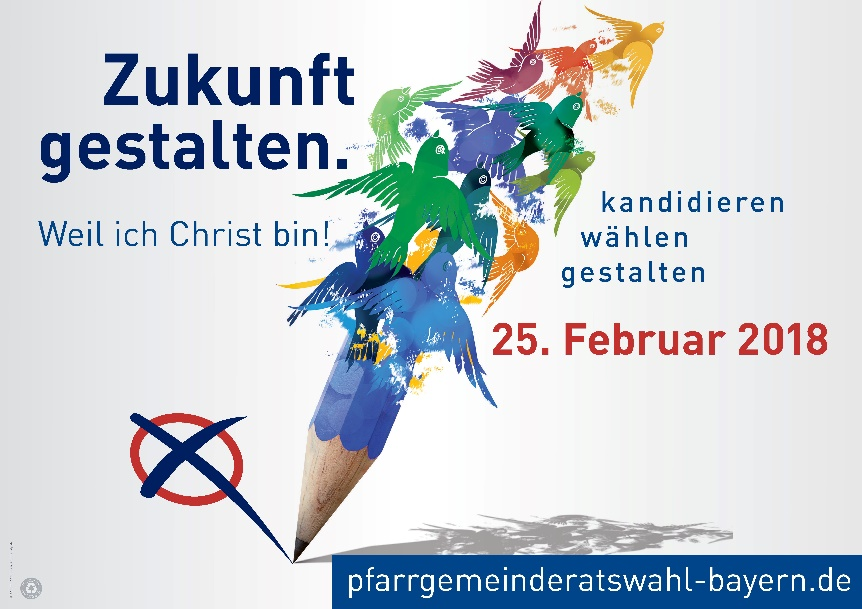 Zukunft
gestalten.
Weil ich Christ bin!
kandidieren
wählen
gestalten
25. Februar 2018
pfarrgemeinderatswahl-bayern.de